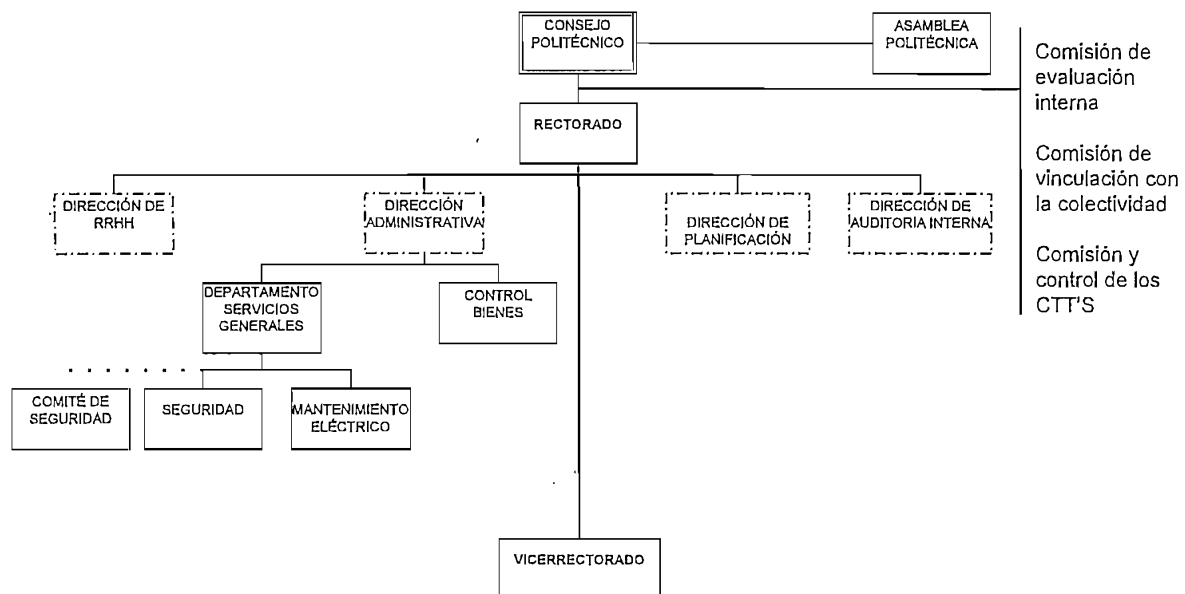 CONSEJO
POLITÉCNICO
ASAMBLEA
POLITÉCNICA
Comisión de
evaluación
interna
RECTORADO
Comisión de
vinculación con
la colectividad
DIRECCIÓN DE
RRHH
DIRECCIÓN
ADMINISTRATIVA
DIRECCIÓN DE
PLANIFICACIÓN
DIRECCIÓN DE
AUDITORIA INTERNA
Comisión y
control de los
CTT'S
DEPARTAMENTO
SERVICIOS
GENERALES
CONTROL
BIENES
COMITÉ DE
SEGURIDAD
SEGURIDAD
MANTENIMIENTO
ELÉCTRICO
VICERRECTORADO